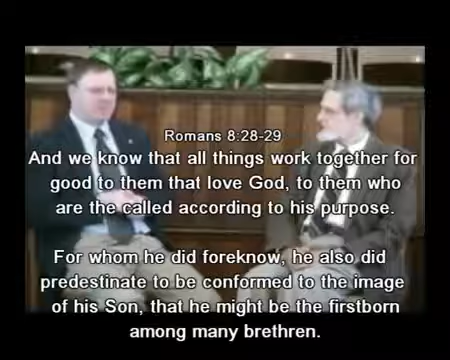 Romans 8:28-29
And we know that all things work together for
good to them that love God, to them who
are the called according to his purpose.
For whom he did foreknow, he also did
predestinate to be conformed to the image
of his Son, that he might be the firstborn
among many brethren.